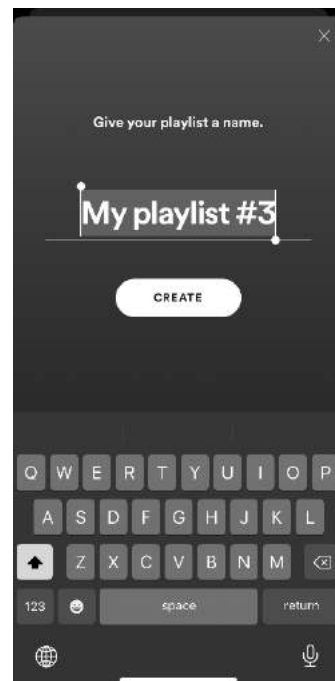 Give your playlist a name.
My playlist #3
CREATE
Q W E R T Y U I O P
A S D F G H J K L
Z X C V B N M
123 space return